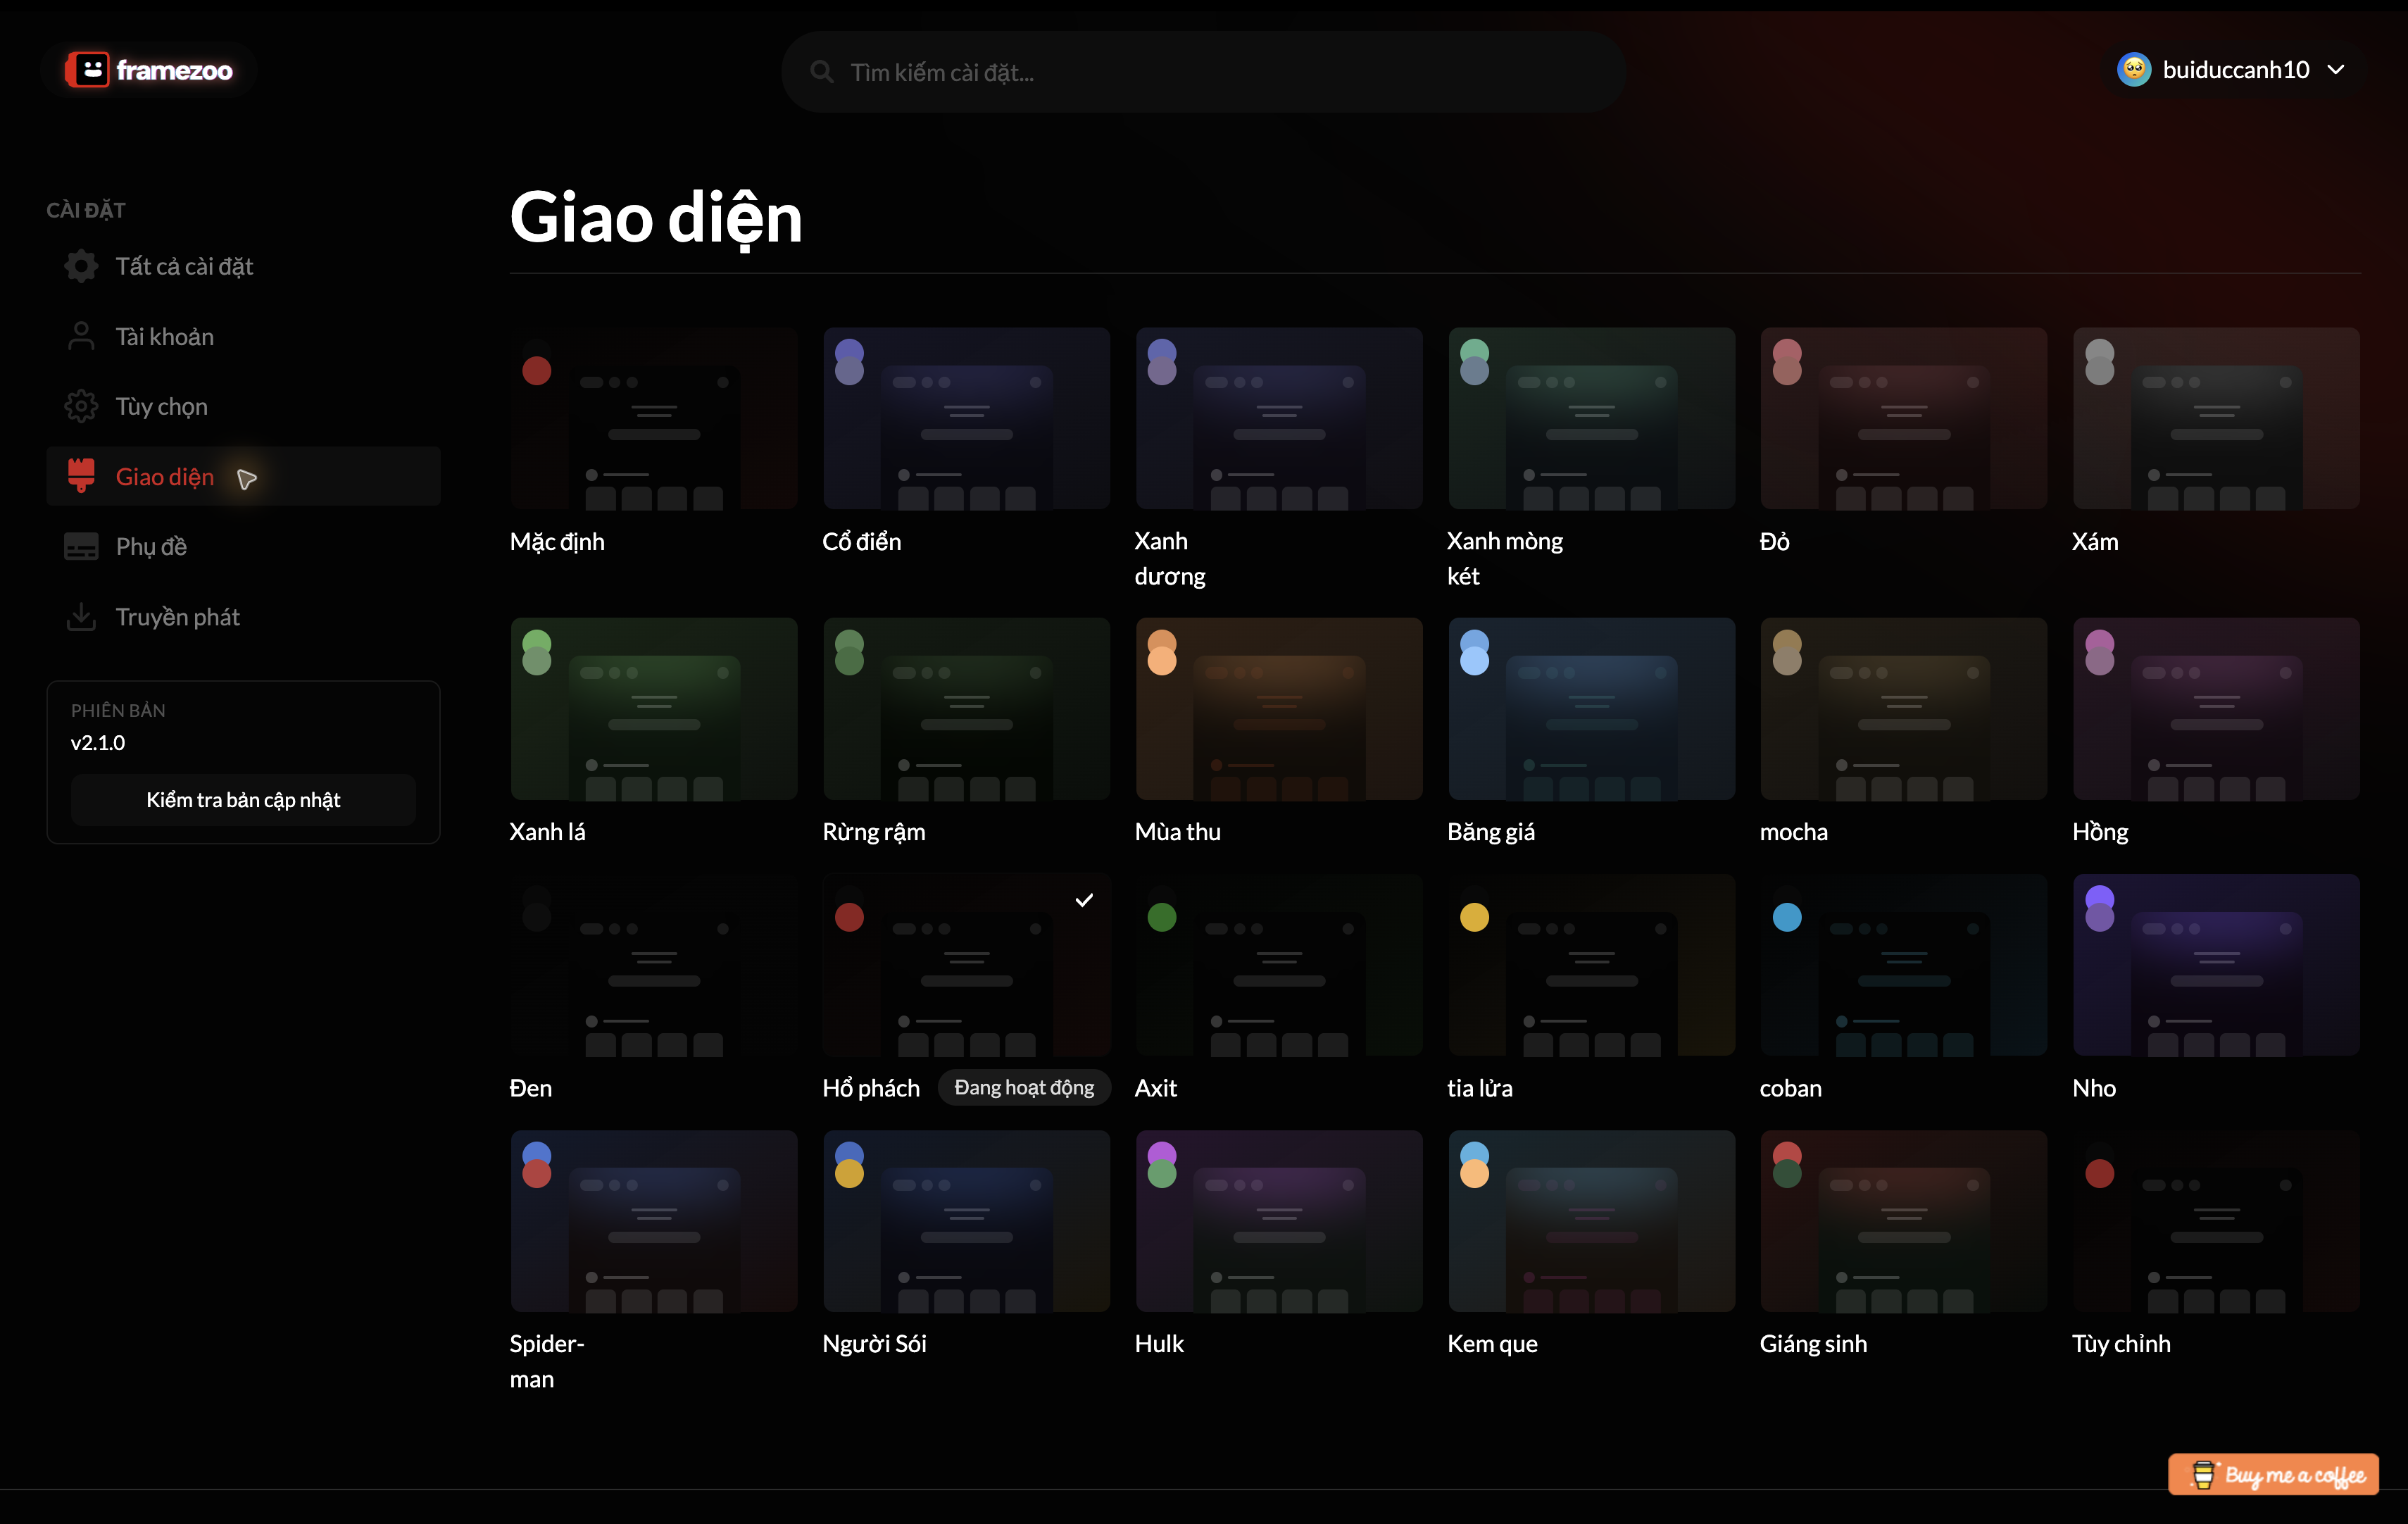 framezoo
Tìm kiếm cài đặt...
buiduccanh10
CÀI ĐẶT
Tất cả cài đặt
Tài khoản
Tùy chọn
Giao diện
Phụ đề
Truyền phát
PHIÊN BẢN
v2.1.0
Kiểm tra bản cập nhật
Giao diện
Mặc định
Cổ điển
Xanh
dương
Xanh mòng
két
Đỏ
Xám
Xanh lá
Rừng rậm
Mùa thu
Băng giá
mocha
Hồng
Đen
Hổ phách
Đang hoạt động
Axit
tia lửa
coban
Nho
Spider-
man
Người Sói
Hulk
Kem que
Giáng sinh
Tùy chỉnh
Buy me a coffee